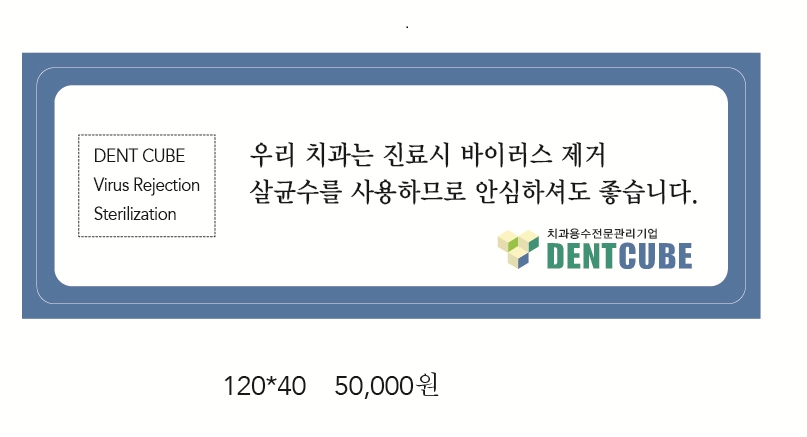 DENT CUBE
Virus Rejection
Sterilization
우리 치과는 진료시 바이러스 제거
살균수를 사용하므로 안심하셔도 좋습니다.
치과용수전문관리기업
DENTCUBE
120*40 50,000원